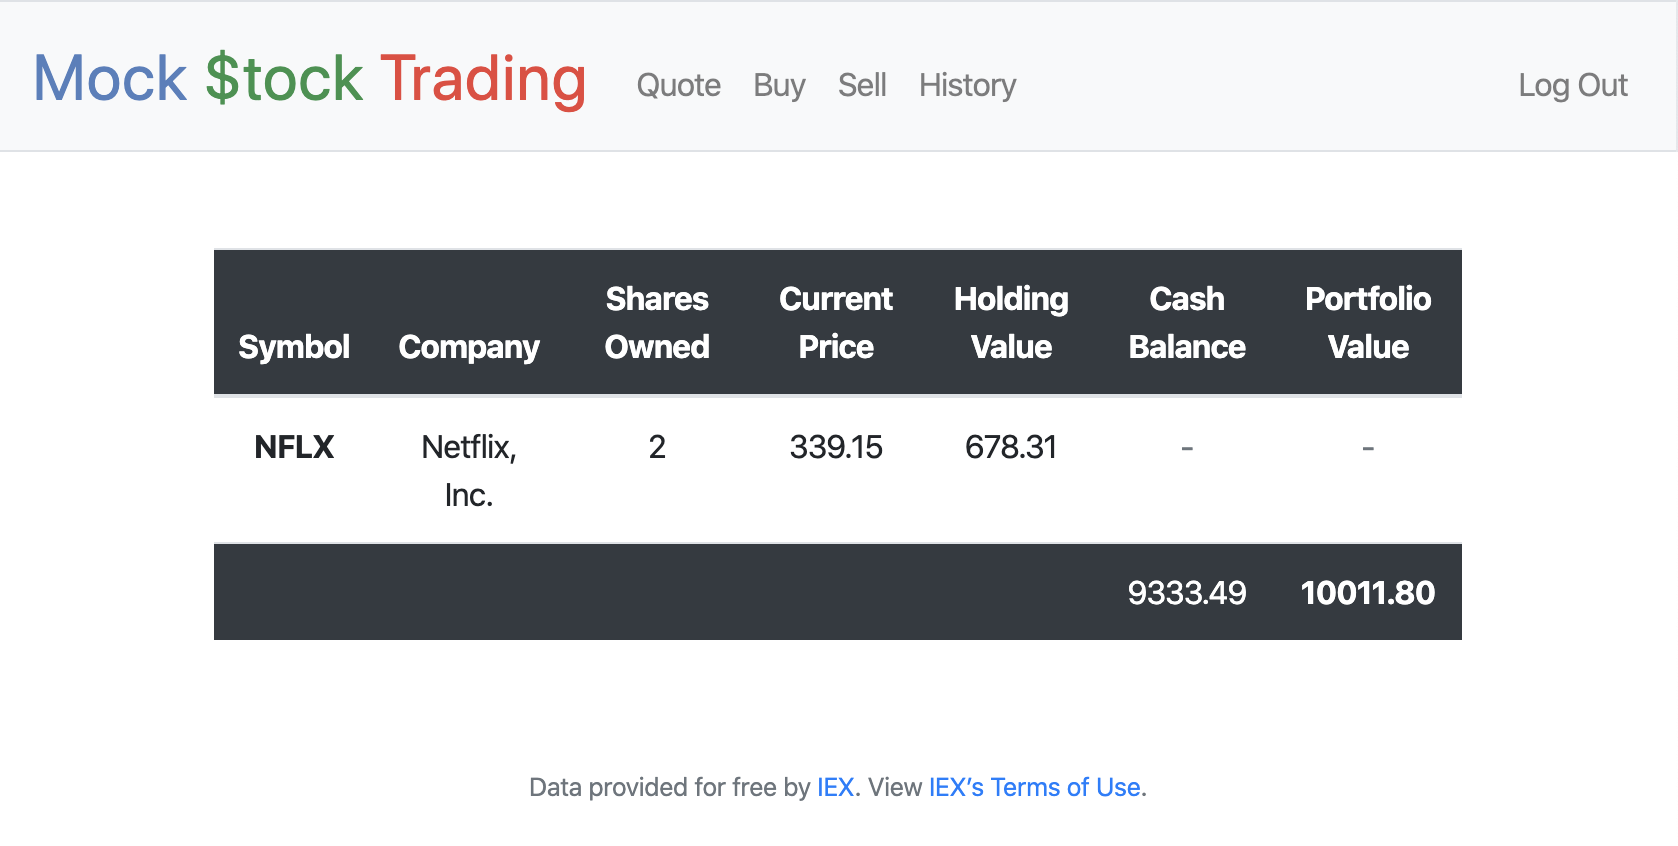 Mock $tock Trading Quote Buy Sell History Log Out
Symbol Company Shares Owned Current Price Holding Value Cash Balance Portfolio Value
NFLX Netflix, Inc. 2 339.15 678.31 - -
9333.49 10011.80
Data provided for free by IEX. View IEX’s Terms of Use.